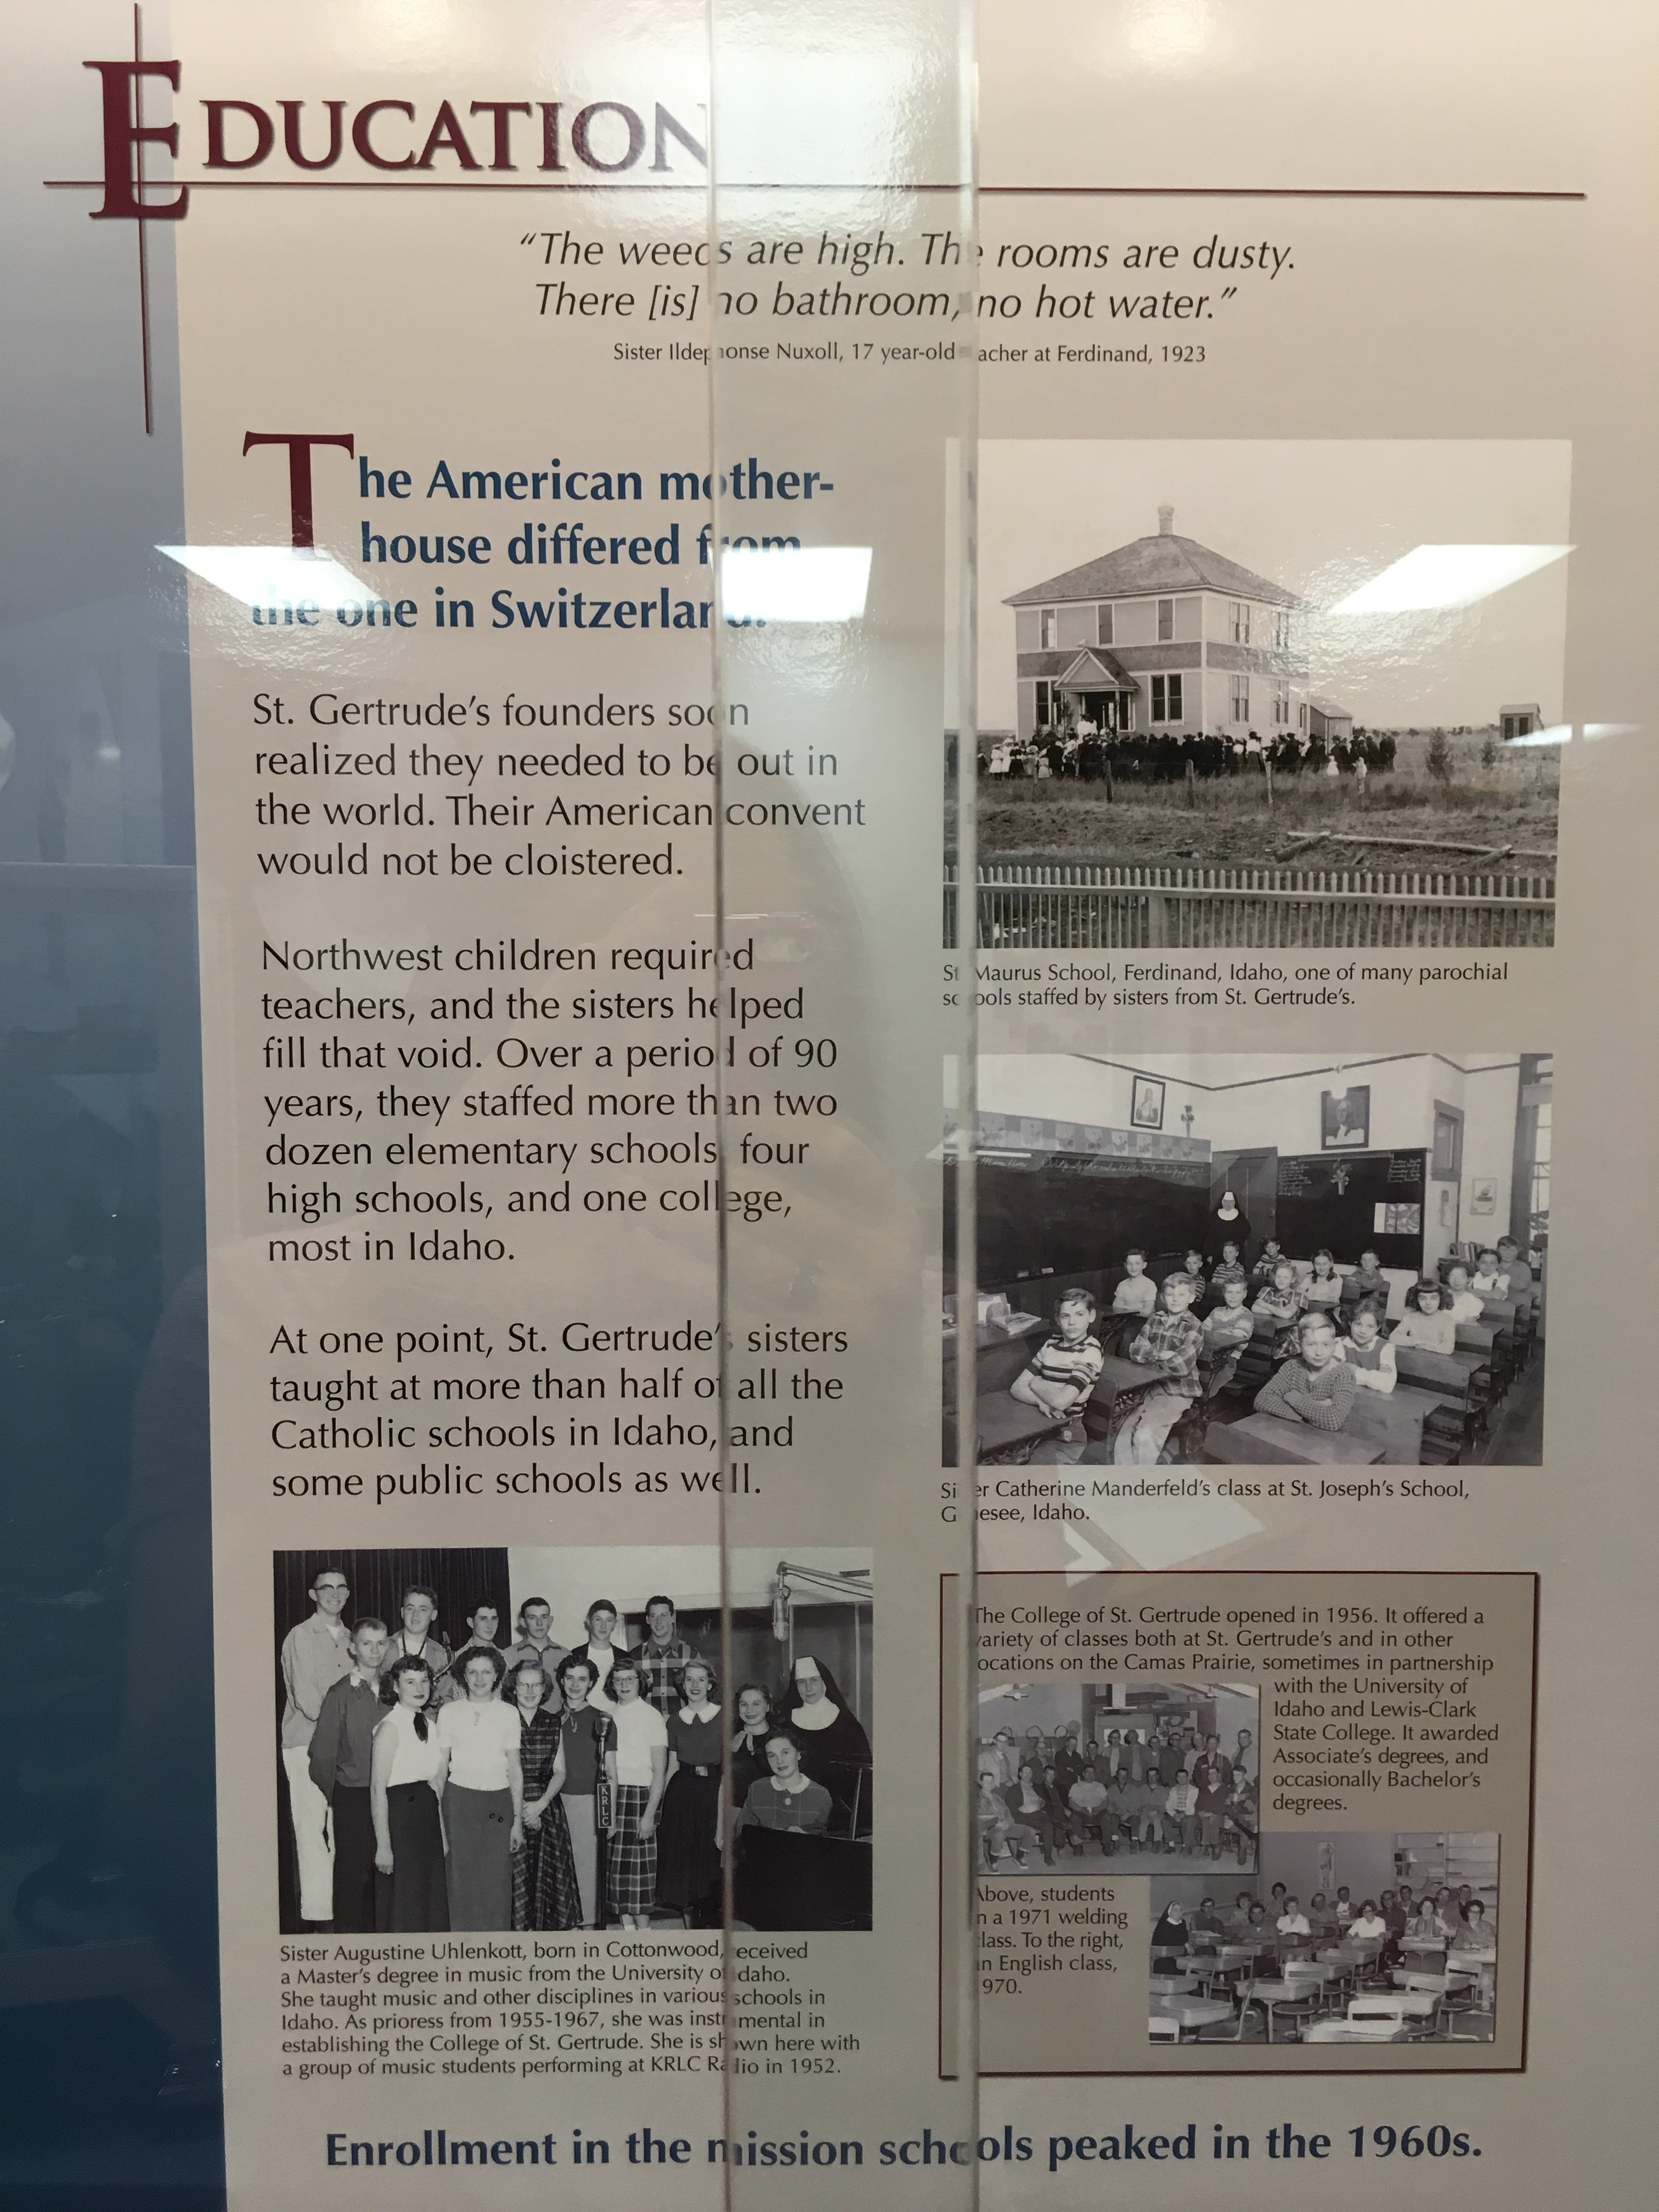 EDUCATION
“The weeds are high. The rooms are dusty.
There [is] no bathroom, no hot water.”
Sister Ildephonse Nuxoll, 17 year-old teacher at Ferdinand, 1923
The American mother-
house differed from
the one in Switzerland.
St. Gertrude’s founders soon
realized they needed to be out in
the world. Their American convent
would not be cloistered.
Northwest children required
teachers, and the sisters helped
fill that void. Over a period of 90
years, they staffed more than two
dozen elementary schools, four
high schools, and one college,
most in Idaho.
At one point, St. Gertrude’s sisters
taught at more than half of all the
Catholic schools in Idaho, and
some public schools as well.
KRLC
Sister Augustine Uhlenkott, born in Cottonwood, received
a Master’s degree in music from the University of Idaho.
She taught music and other disciplines in various schools in
Idaho. As prioress from 1955-1967, she was instrumental in
establishing the College of St. Gertrude. She is shown here with
a group of music students performing at KRLC Radio in 1952.
St. Maurus School, Ferdinand, Idaho, one of many parochial
schools staffed by sisters from St. Gertrude’s.
Sister Catherine Manderfeld’s class at St. Joseph’s School,
Genesee, Idaho.
The College of St. Gertrude opened in 1956. It offered a
variety of classes both at St. Gertrude’s and in other
locations on the Camas Prairie, sometimes in partnership
with the University of
Idaho and Lewis-Clark
State College. It awarded
Associate’s degrees, and
occasionally Bachelor’s
degrees.
Above, students
in a 1971 welding
class. To the right,
an English class,
1970.
Enrollment in the mission schools peaked in the 1960s.